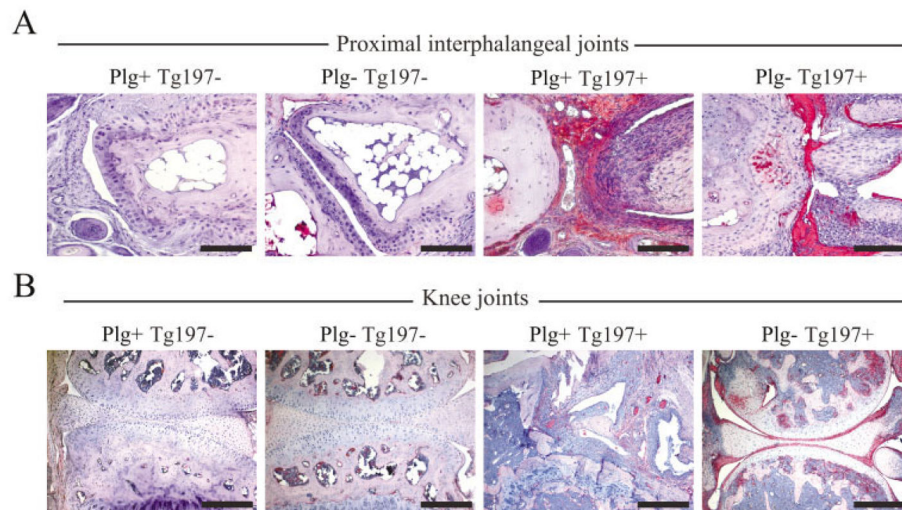 A
Proximal interphalangeal joints
Plg+ Tg197- Plg- Tg197- Plg+ Tg197+ Plg- Tg197+
B
Knee joints
Plg+ Tg197- Plg- Tg197- Plg+ Tg197+ Plg- Tg197+